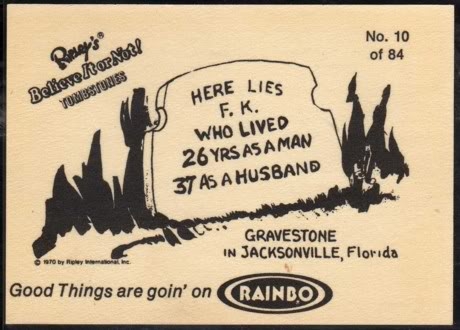 Ripley's
Believe It or Not!
TOMBSTONES
No. 10
of 84
HERE LIES
F. K.
WHO LIVED
26 YRS AS A MAN
37 AS A HUSBAND
GRAVESTONE
IN JACKSONVILLE, Florida
© 1970 by Ripley International, Inc.
Good Things are goin' on RAINBO